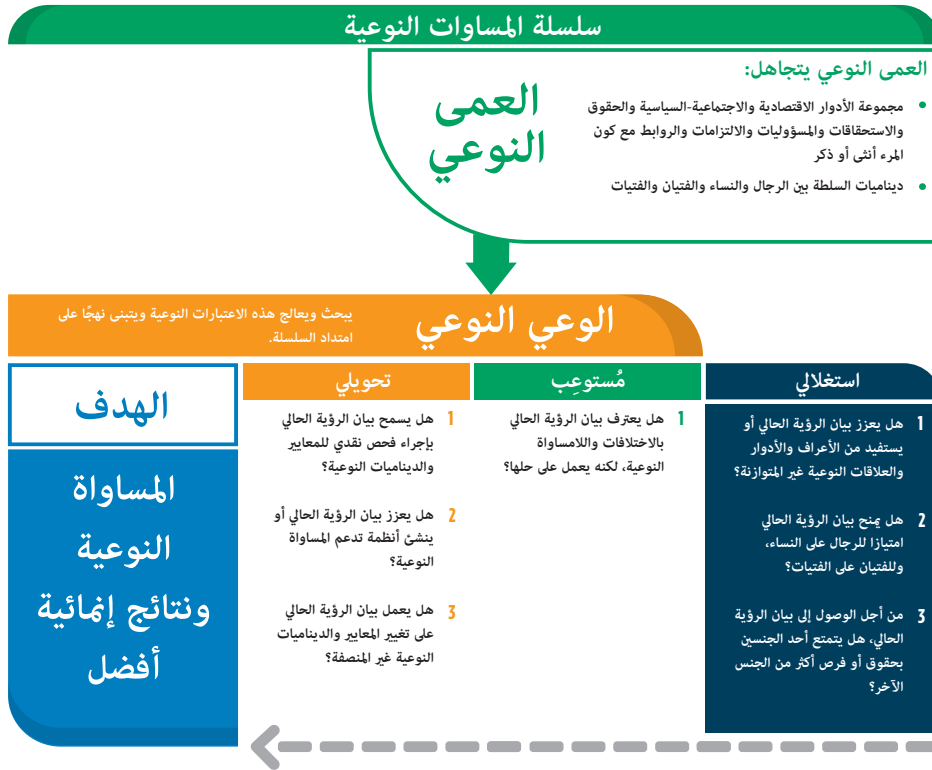 سلسلة المساوات النوعية
العمى النوعي يتجاهل:
• مجموعة الأدوار الاقتصادية والاجتماعية-السياسية والحقوق
والاستحقاقات والمسؤوليات والالتزامات والروابط مع كون
المرء أنثى أو ذكر
• ديناميات السلطة بين الرجال والنساء والفتيان والفتيات
العمى
النوعي
الوعي النوعي
يبحث ويعالج هذه الاعتبارات النوعية ويتبنى نهجًا على
امتداد السلسلة.
استغلالي
1 هل يعزز بيان الرؤية الحالي أو
يستفيد من الأعراف والأدوار
والعلاقات النوعية غير المتوازنة؟
2 هل يمنح بيان الرؤية الحالي
امتيازا للرجال على النساء،
وللفتيان على الفتيات؟
3 من أجل الوصول إلى بيان الرؤية
الحالي، هل يتمتع أحد الجنسين
بحقوق أو فرص أكثر من الجنس
الآخر؟
مُستوعِب
1 هل يعترف بيان الرؤية الحالي
بالاختلافات واللامساواة
النوعية، لكنه يعمل على حلها؟
تحويلي
1 هل يسمح بيان الرؤية الحالي
بإجراء فحص نقدي للمعايير
والديناميات النوعية؟
2 هل يعزز بيان الرؤية الحالي أو
ينشئ أنظمة تدعم المساواة
النوعية؟
3 هل يعمل بيان الرؤية الحالي
على تغيير المعايير والديناميات
النوعية غير المنصفة؟
الهدف
المساواة
النوعية
ونتائج إنمائية
أفضل